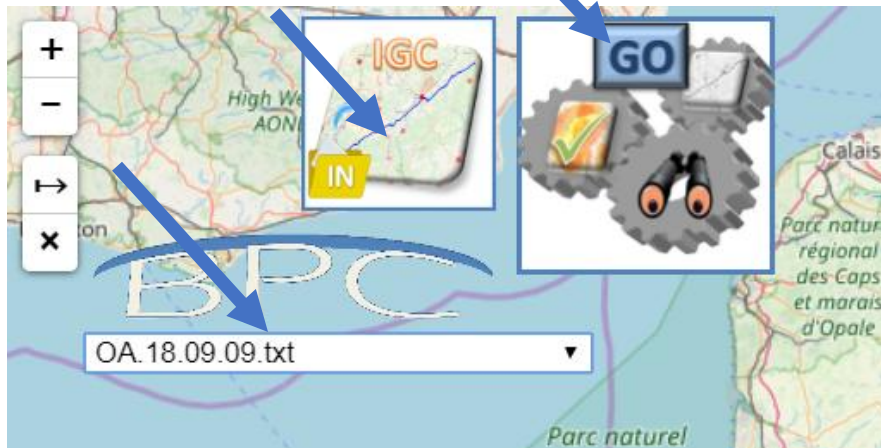 +
−
IGC
IN
GO
High We
AON
Calais
Parc natur
régional
des Caps
et marais
d'Opale
on
BPC
OA.18.09.09.txt
Parc naturel